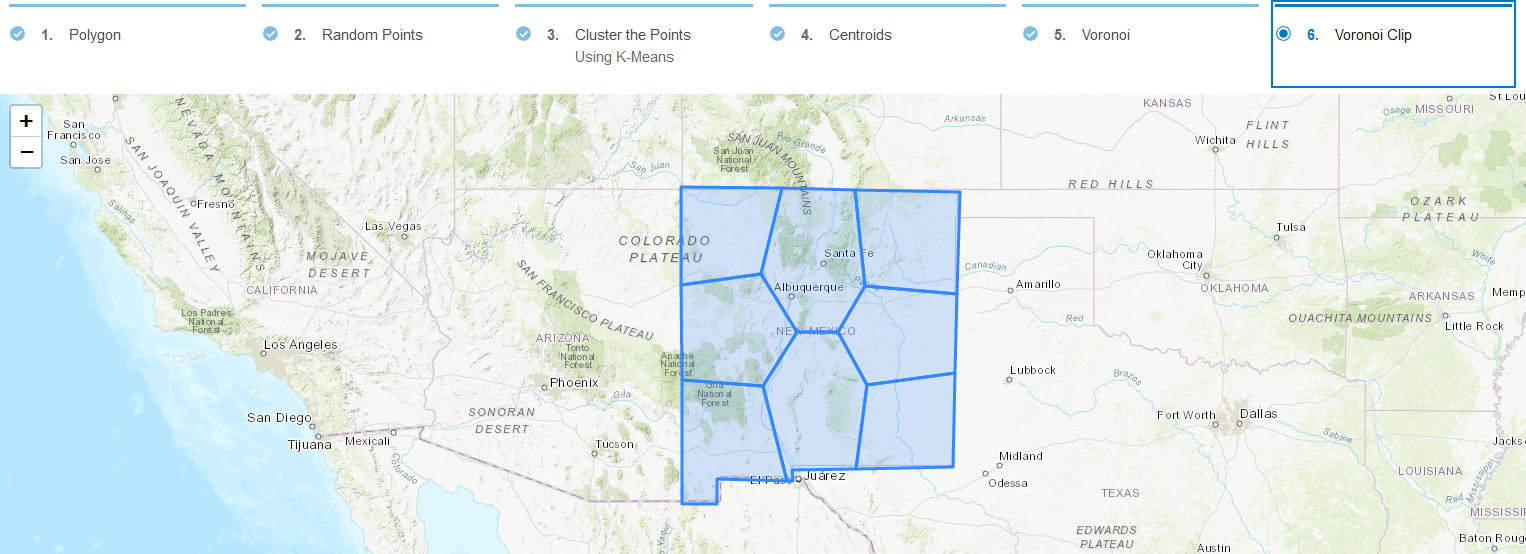 1. Polygon
2. Random Points
3. Cluster the Points
Using K-Means
4. Centroids
5. Voronoi
6. Voronoi Clip
+
−
San
Francisco
San Jose
NEVADA MOUNTAINS
SAN JOAQUIN VALLEY
Salinas
Fresno
Las Vegas
MOJAVE
DESERT
CALIFORNIA
Los Padres
National
Forest
Los Angeles
San Diego
Tijuana
Mexicali
Colorado
SONORAN
DESERT
Phoenix
Gila
Tucson
ARIZONA
Tonto
National
Forest
SAN FRANCISCO PLATEAU
COLORADO
PLATEAU
San Juan
SAN JUAN MOUNTAINS
San Juan
National
Forest
Rio Grande
Santa Fe
Albuquerque
Pecos
NEW MEXICO
Apache
National
Forest
Gila
National
Forest
El Paso
Juárez
Yaqui
Arkansas
KANSAS
Wichita
FLINT
HILLS
RED HILLS
Osage
MISSOURI
St Lou
OZARK
PLATEAU
Tulsa
Oklahoma
City
OKLAHOMA
Canadian
Amarillo
Red
White
ARKANSAS
Memp
OUACHITA MOUNTAINS
Little Rock
Lubbock
Brazos
Fort Worth
Dallas
Sabine
Midland
Odessa
TEXAS
EDWARDS
PLATEAU
Austin
Jacks
LOUISIANA
Red
Mississippi
MISSISSIP
Baton Roug